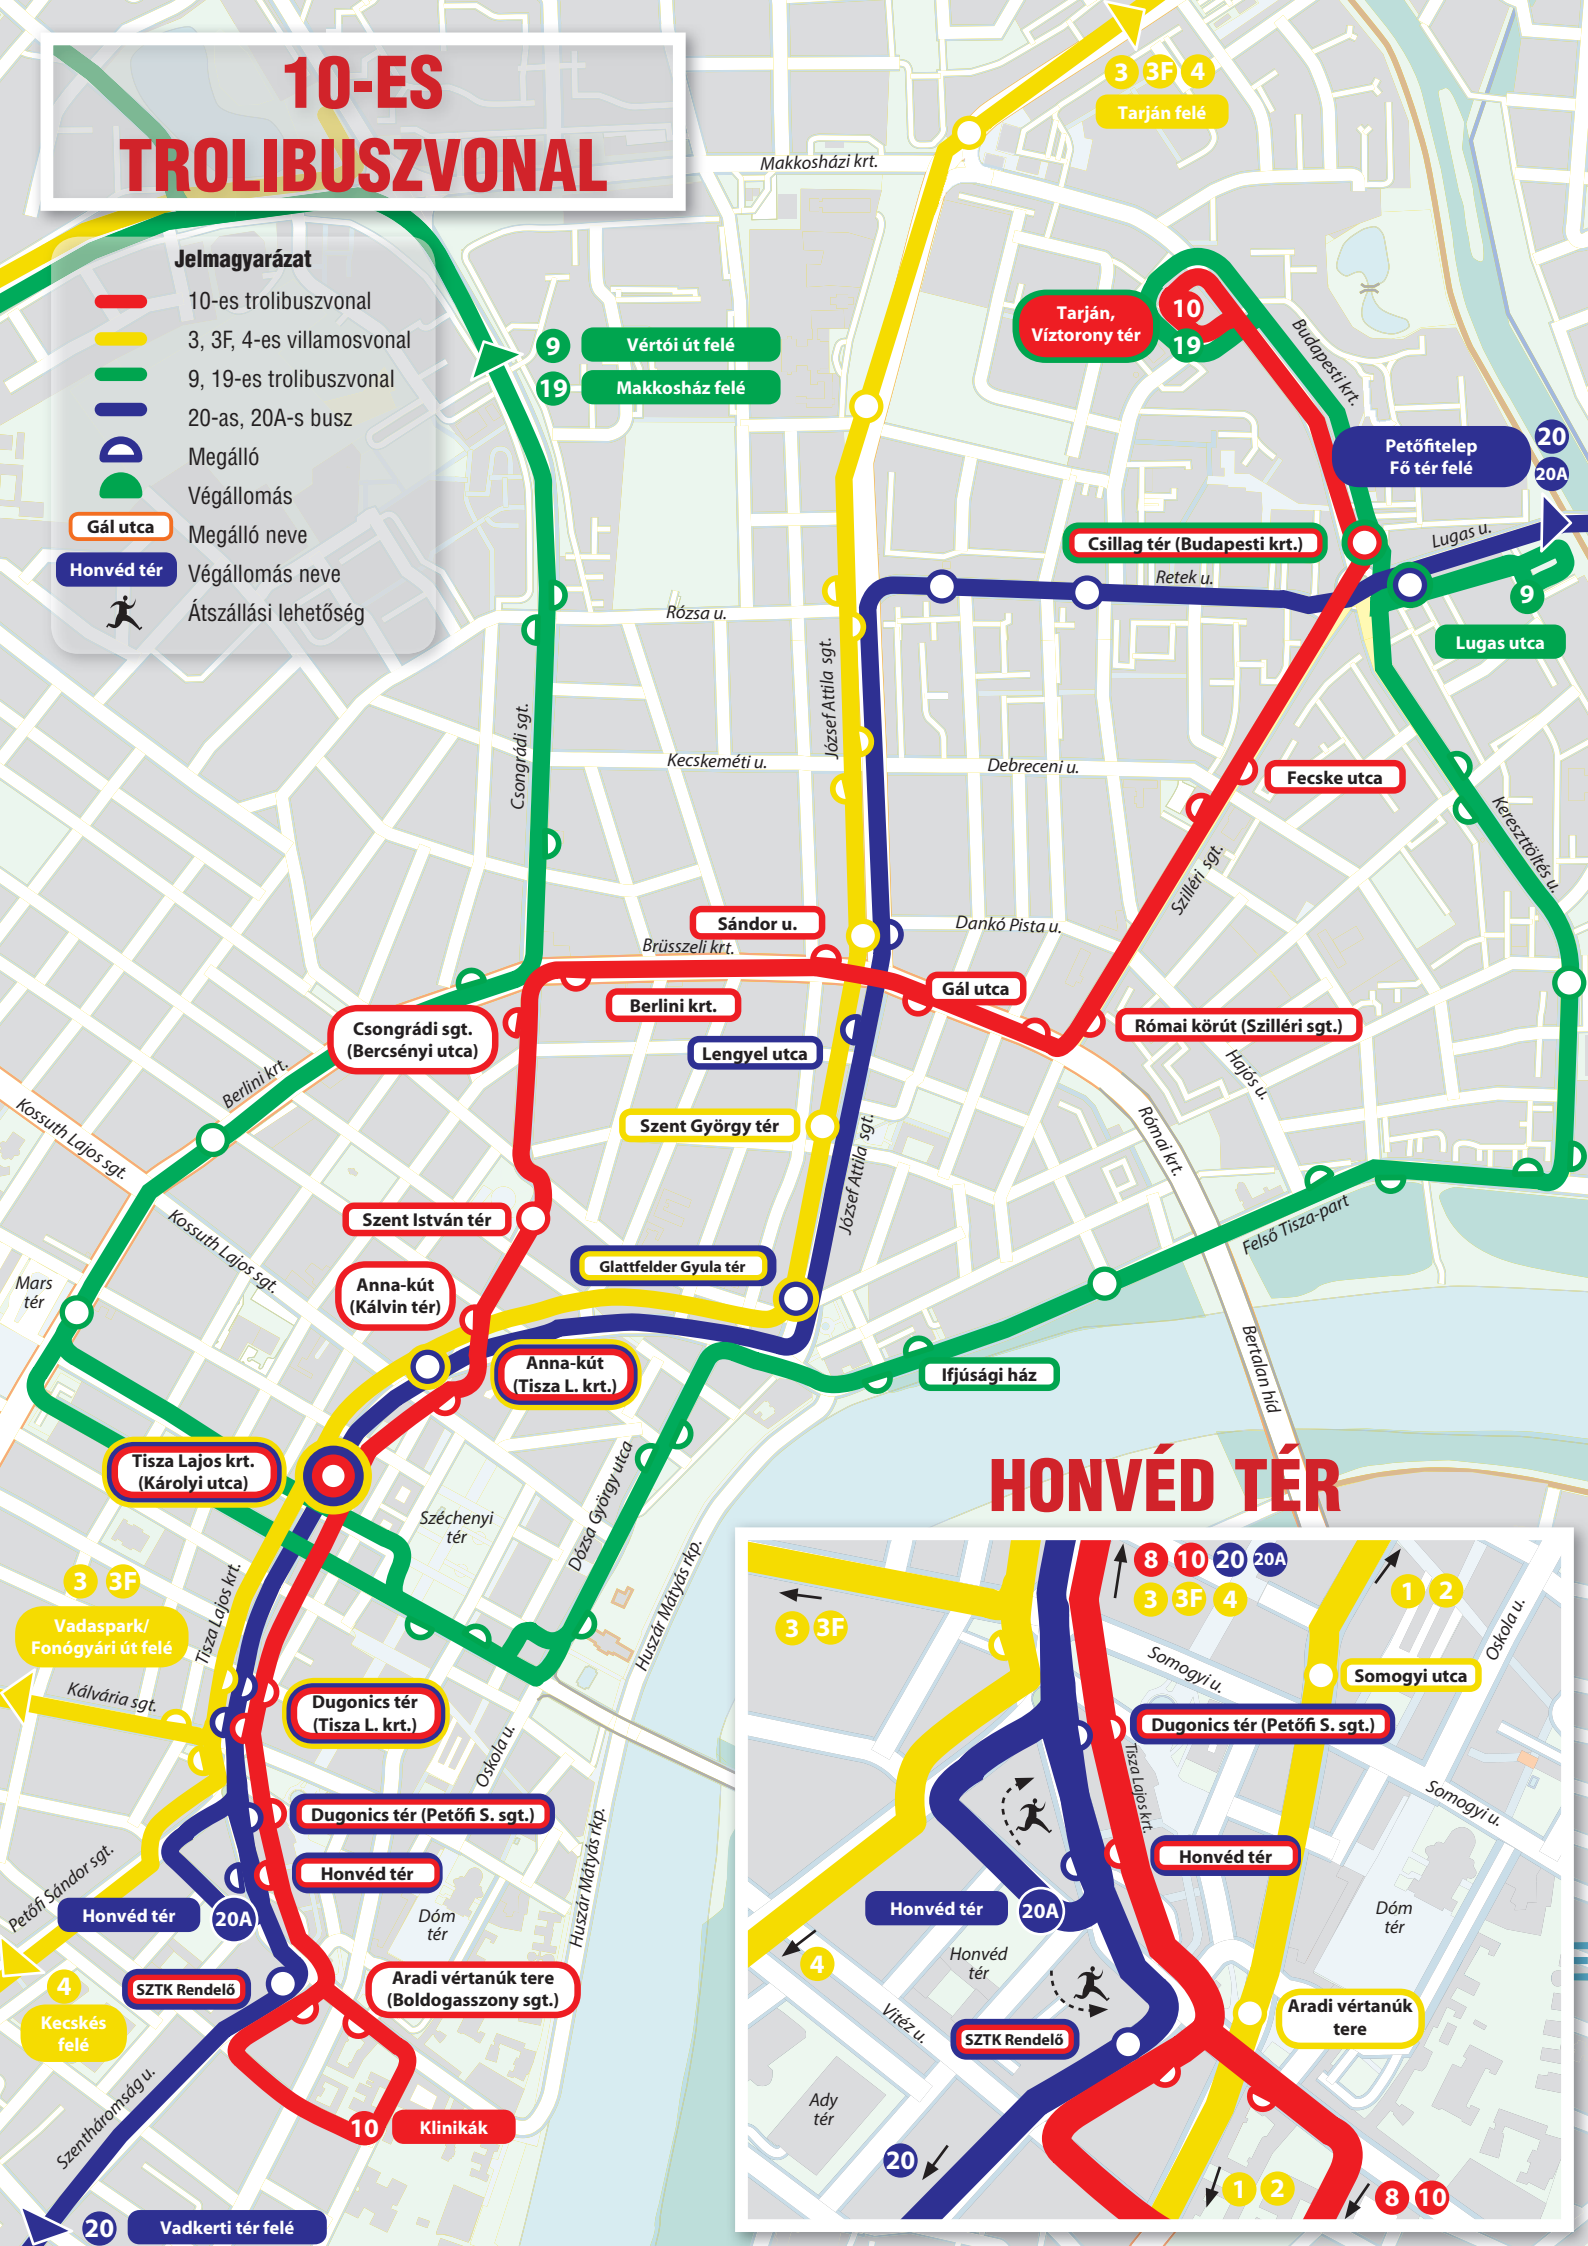 10-ES
TROLIBUSZVONAL
Jelmagyarázat
10-es trolibuszvonal
3, 3F, 4-es villamosvonal
9, 19-es trolibuszvonal
20-as, 20A-s busz
Megálló
Végállomás
Gál utca
Megálló neve
Honvéd tér
Végállomás neve
Átszállási lehetőség
3 3F 4
Tarján felé
Makkosházi krt.
9
Vértói út felé
19
Makkosház felé
Tarján,
Víztorony tér
10
19
Budapesti krt.
Petőfitelep
Fő tér felé
20
20A
Csillag tér (Budapesti krt.)
Lugas u.
Retek u.
9
Lugas utca
Rózsa u.
József Attila sgt.
Csongrádi sgt.
Kecskeméti u.
Debreceni u.
Fecske utca
Kereszttöltés u.
Szilléri sgt.
Sándor u.
Dankó Pista u.
Brüsszeli krt.
Gál utca
Berlini krt.
Csongrádi sgt.
(Bercsényi utca)
Római körút (Szilléri sgt.)
Lengyel utca
Hajós u.
Berlini krt.
Kossuth Lajos sgt.
Szent György tér
József Attila sgt.
Római krt.
Kossuth Lajos sgt.
Szent István tér
Felső Tisza-part
Mars
tér
Glattfelder Gyula tér
Anna-kút
(Kálvin tér)
Anna-kút
(Tisza L. krt.)
Ifjúsági ház
Bertalan híd
Tisza Lajos krt.
(Károlyi utca)
Széchenyi
tér
Dózsa György utca
Huszár Mátyás rkp.
Tisza Lajos krt.
3 3F
Vadaspark/
Fonógyári út felé
Kálvária sgt.
Dugonics tér
(Tisza L. krt.)
Oskola u.
Dugonics tér (Petőfi S. sgt.)
Petőfi Sándor sgt.
Honvéd tér
Honvéd tér
20A
Dóm
tér
Huszár Mátyás rkp.
4
Kecskés
felé
SZTK Rendelő
Aradi vértanúk tere
(Boldogasszony sgt.)
Szentháromság u.
10
Klinikák
20
Vadkerti tér felé
HONVÉD TÉR
8 10 20 20A
3 3F 4
1 2
3 3F
Oskola u.
Somogyi u.
Somogyi utca
Dugonics tér (Petőfi S. sgt.)
Tisza Lajos krt.
Somogyi u.
Honvéd tér
Honvéd tér
20A
Dóm
tér
Honvéd
tér
4
Vitéz u.
Aradi vértanúk
tere
SZTK Rendelő
Ady
tér
20
1 2
8 10